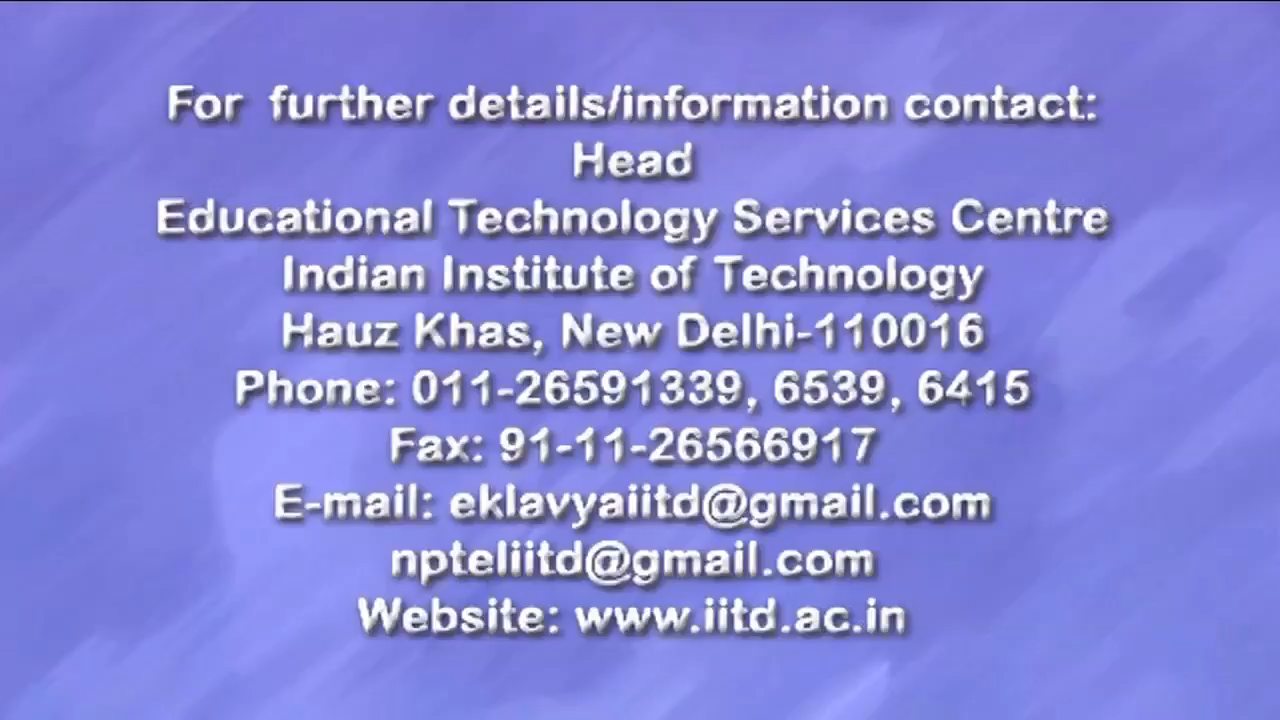 For further details/information contact:
Head
Educational Technology Services Centre
Indian Institute of Technology
Hauz Khas, New Delhi-110016
Phone: 011-26591339, 6539, 6415
Fax: 91-11-26566917
E-mail: eklavyaiitd@gmail.com
npteliitd@gmail.com
Website: www.iitd.ac.in